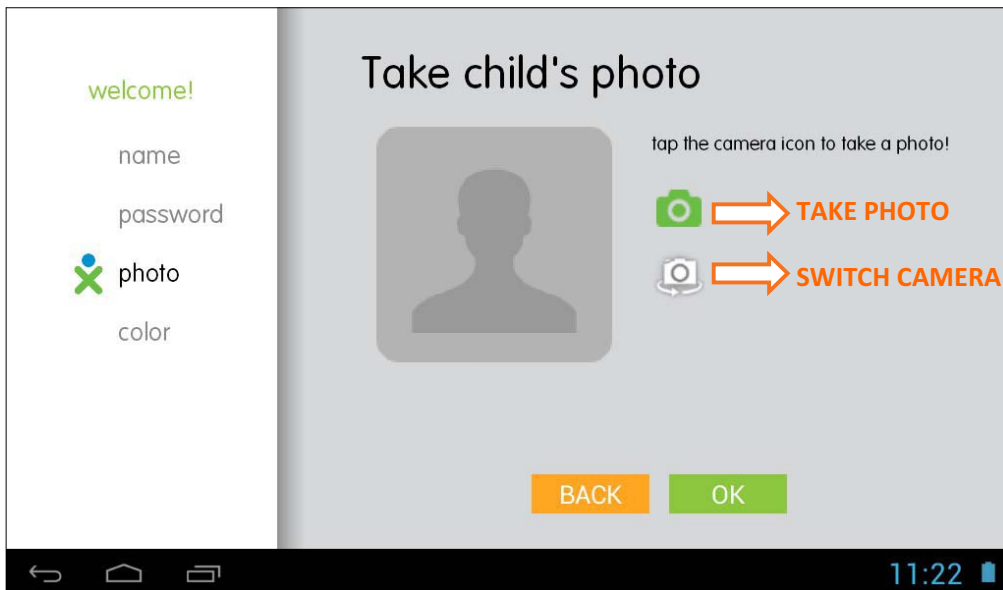 welcome!
name
password
photo
color
Take child's photo
tap the camera icon to take a photo!
TAKE PHOTO
SWITCH CAMERA
BACK
OK
11:22